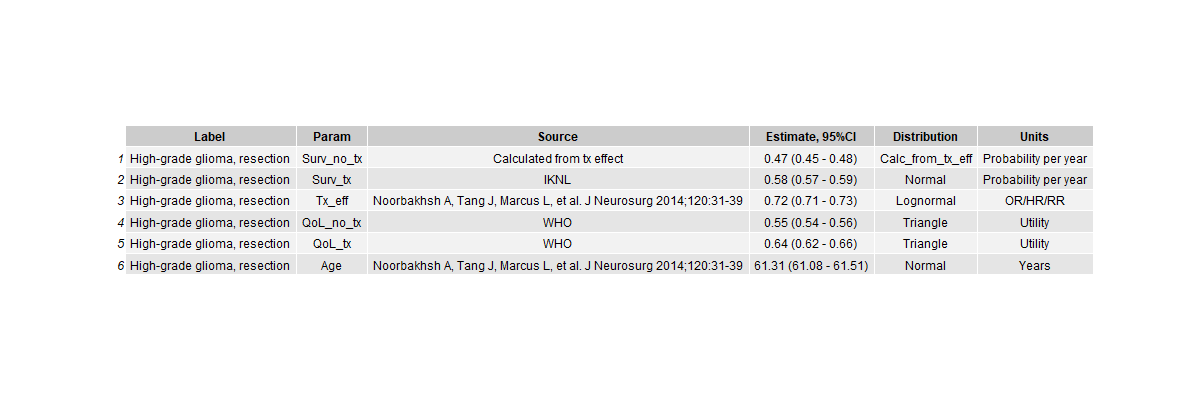 Label Param Source Estimate, 95%CI Distribution Units
1 High-grade glioma, resection Surv_no_tx Calculated from tx effect 0.47 (0.45 - 0.48) Calc_from_tx_eff Probability per year
2 High-grade glioma, resection Surv_tx IKNL 0.58 (0.57 - 0.59) Normal Probability per year
3 High-grade glioma, resection Tx_eff Noorbakhsh A, Tang J, Marcus L, et al. J Neurosurg 2014;120:31-39 0.72 (0.71 - 0.73) Lognormal OR/HR/RR
4 High-grade glioma, resection QoL_no_tx WHO 0.55 (0.54 - 0.56) Triangle Utility
5 High-grade glioma, resection QoL_tx WHO 0.64 (0.62 - 0.66) Triangle Utility
6 High-grade glioma, resection Age Noorbakhsh A, Tang J, Marcus L, et al. J Neurosurg 2014;120:31-39 61.31 (61.08 - 61.51) Normal Years